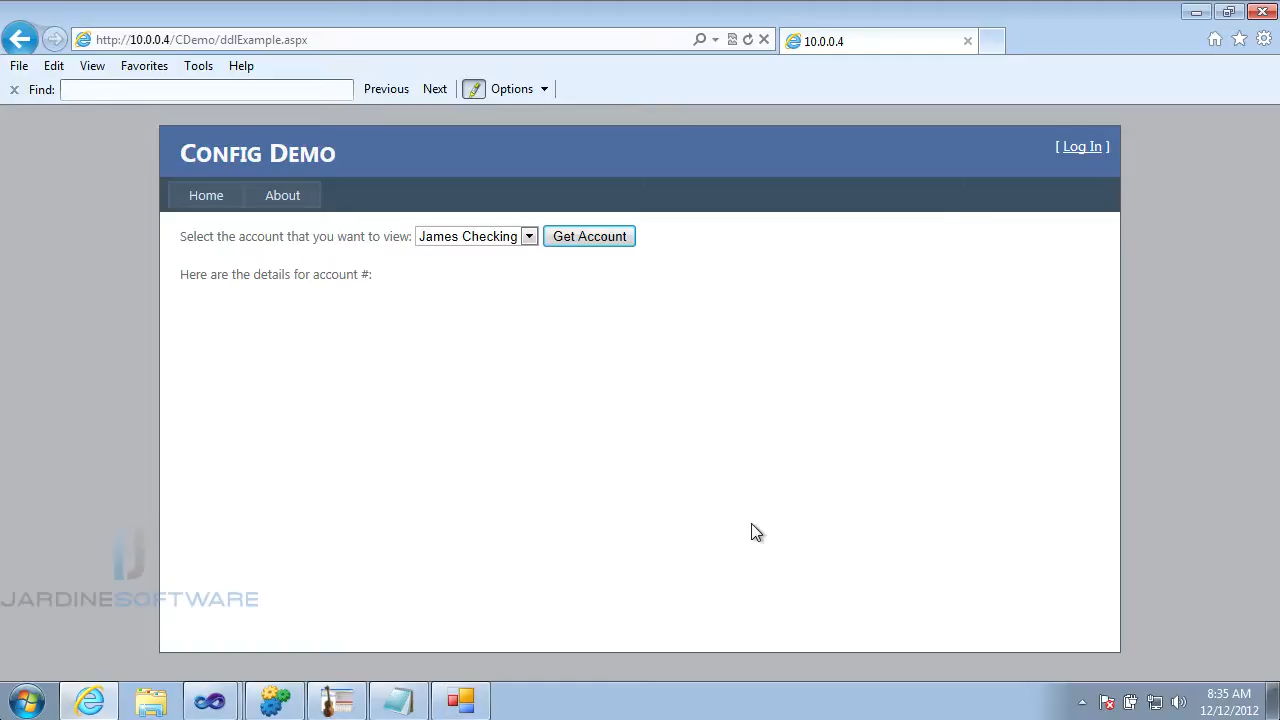 http://10.0.0.4/CDemo/ddlExample.aspx
10.0.0.4
File Edit View Favorites Tools Help
Find: Previous Next Options
CONFIG DEMO
[ Log In ]
Home About
Select the account that you want to view: James Checking Get Account
Here are the details for account #:
JARDINESOFTWARE
8:35 AM
12/12/2012